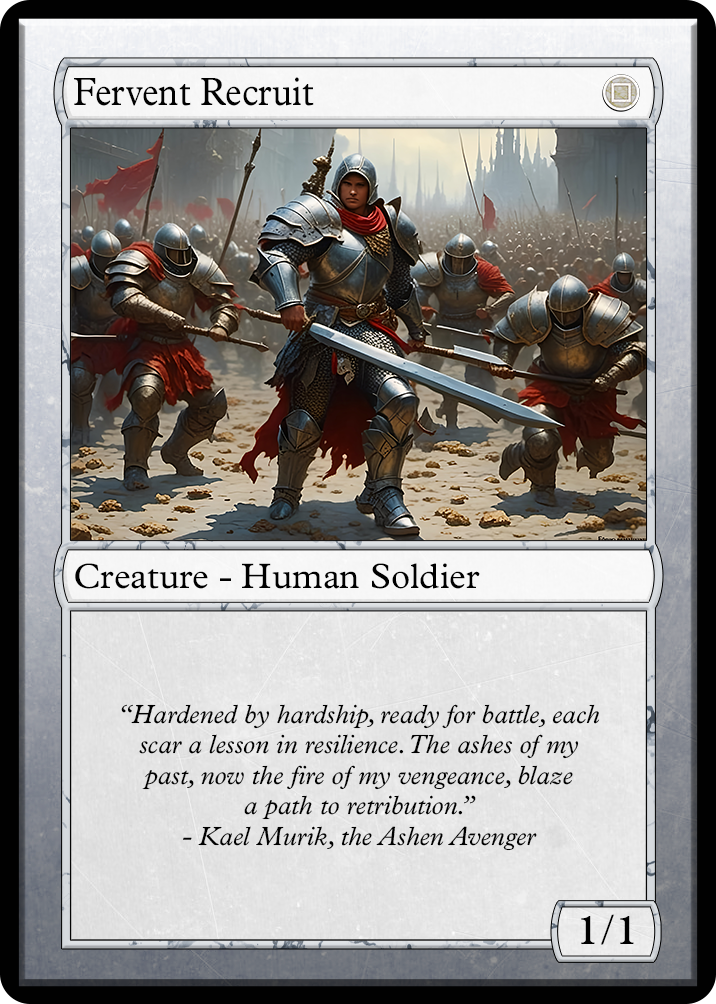 Fervent Recruit
Creature - Human Soldier
“Hardened by hardship, ready for battle, each
scar a lesson in resilience. The ashes of my
past, now the fire of my vengeance, blaze
a path to retribution.”
- Kael Murik, the Ashen Avenger
1/1